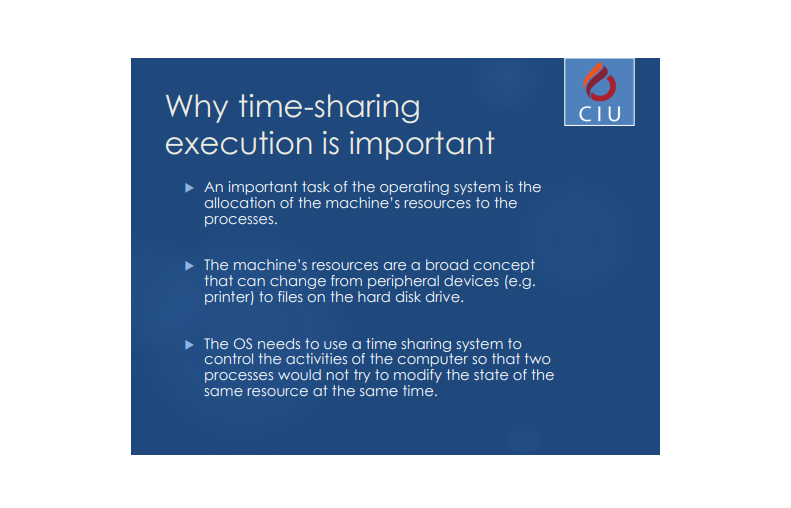 Why time-sharing
execution is important
CIU
An important task of the operating system is the
allocation of the machine’s resources to the
processes.
The machine’s resources are a broad concept
that can change from peripheral devices (e.g.
printer) to files on the hard disk drive.
The OS needs to use a time sharing system to
control the activities of the computer so that two
processes would not try to modify the state of the
same resource at the same time.